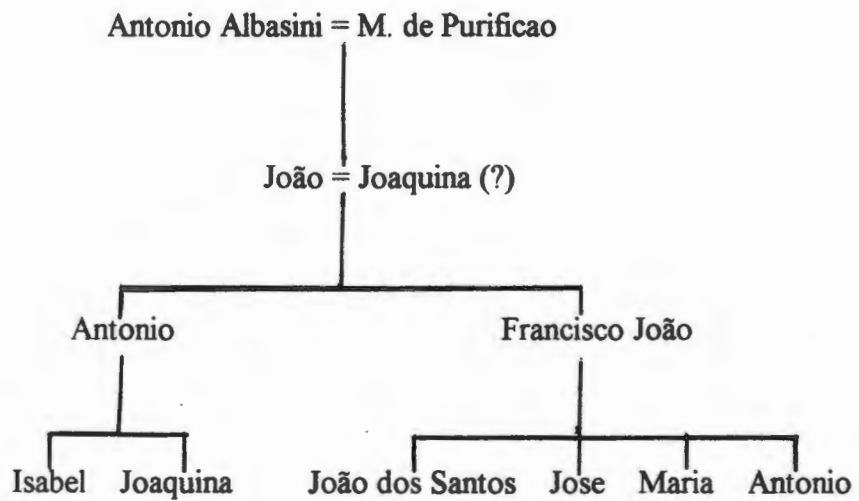 Antonio Albasini = M. de Purificao
João = Joaquina (?)
Antonio Francisco João
Isabel Joaquina João dos Santos Jose Maria Antonio